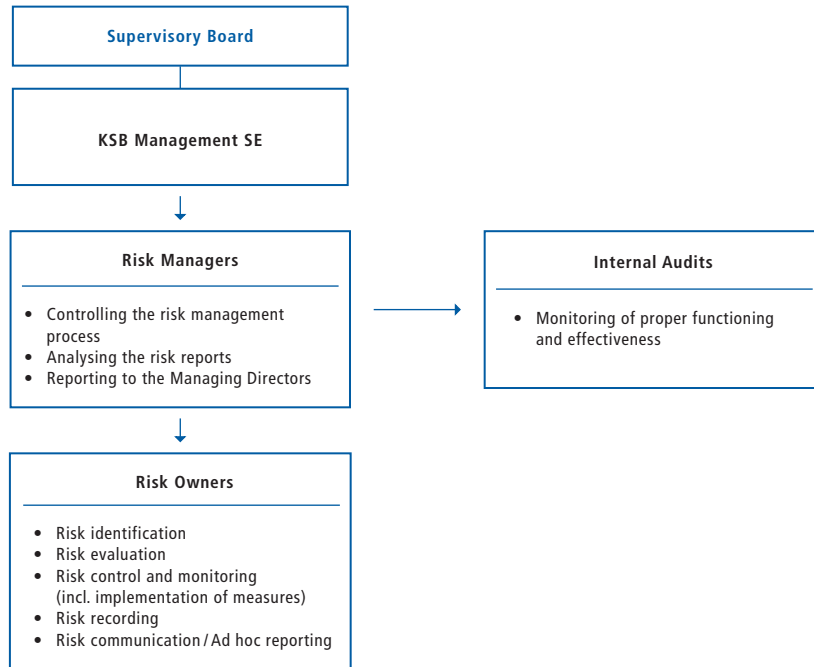 Supervisory Board
KSB Management SE
Risk Managers
• Controlling the risk management
process
• Analysing the risk reports
• Reporting to the Managing Directors
Internal Audits
• Monitoring of proper functioning
and effectiveness
Risk Owners
• Risk identification
• Risk evaluation
• Risk control and monitoring
(incl. implementation of measures)
• Risk recording
• Risk communication / Ad hoc reporting